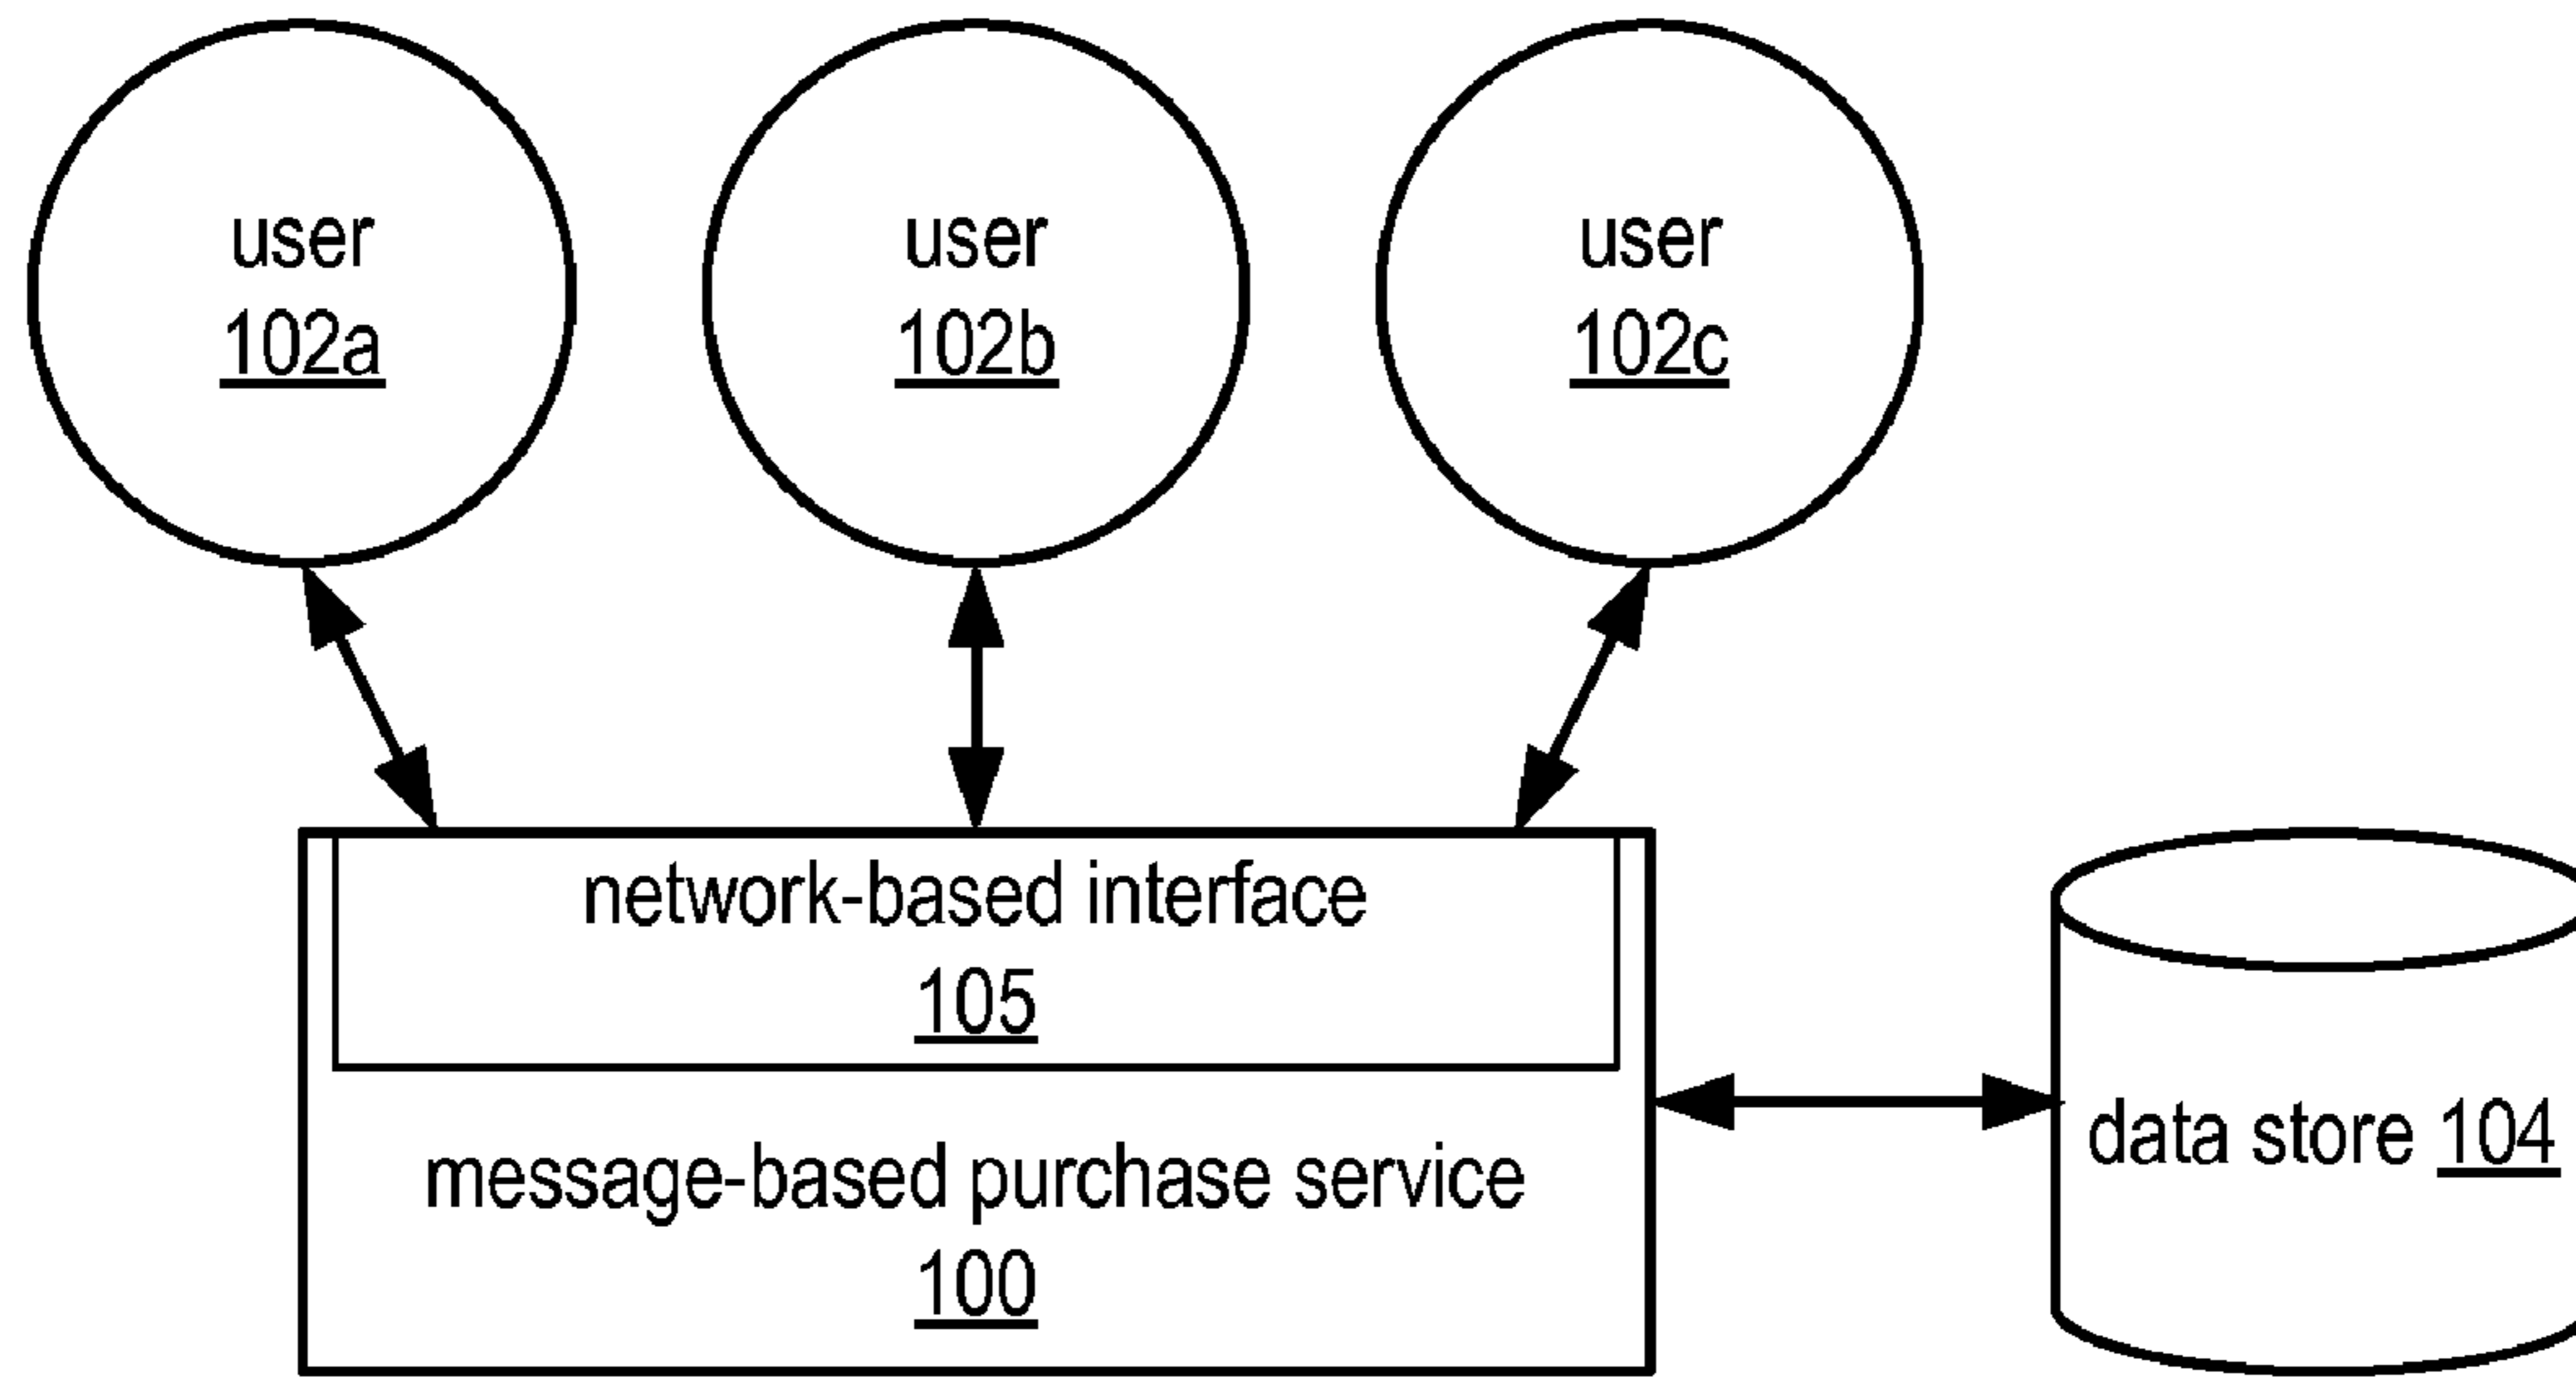 user
102a
user
102b
user
102c
network-based interface
105
message-based purchase service
100
data store 104